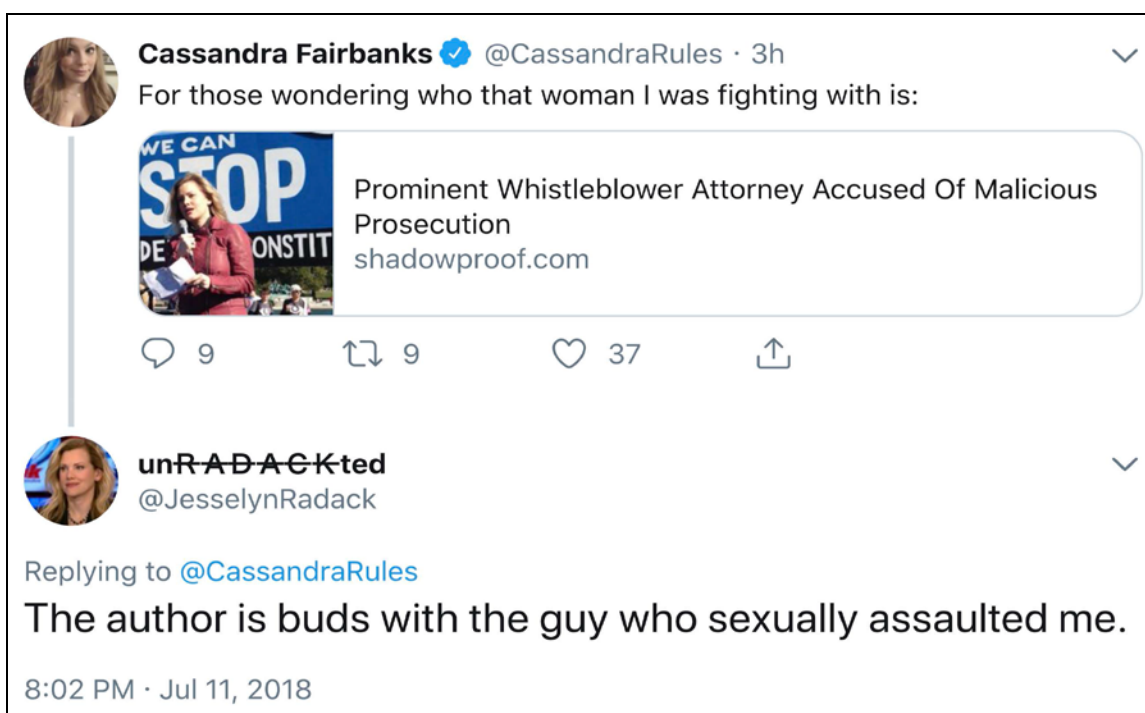 Cassandra Fairbanks @CassandraRules · 3h
For those wondering who that woman I was fighting with is:
WE CAN
STOP
DE ONSTIT
Prominent Whistleblower Attorney Accused Of Malicious
Prosecution
shadowproof.com
9 9 37
unRADACKted
@JesselynRadack
Replying to @CassandraRules
The author is buds with the guy who sexually assaulted me.
8:02 PM · Jul 11, 2018